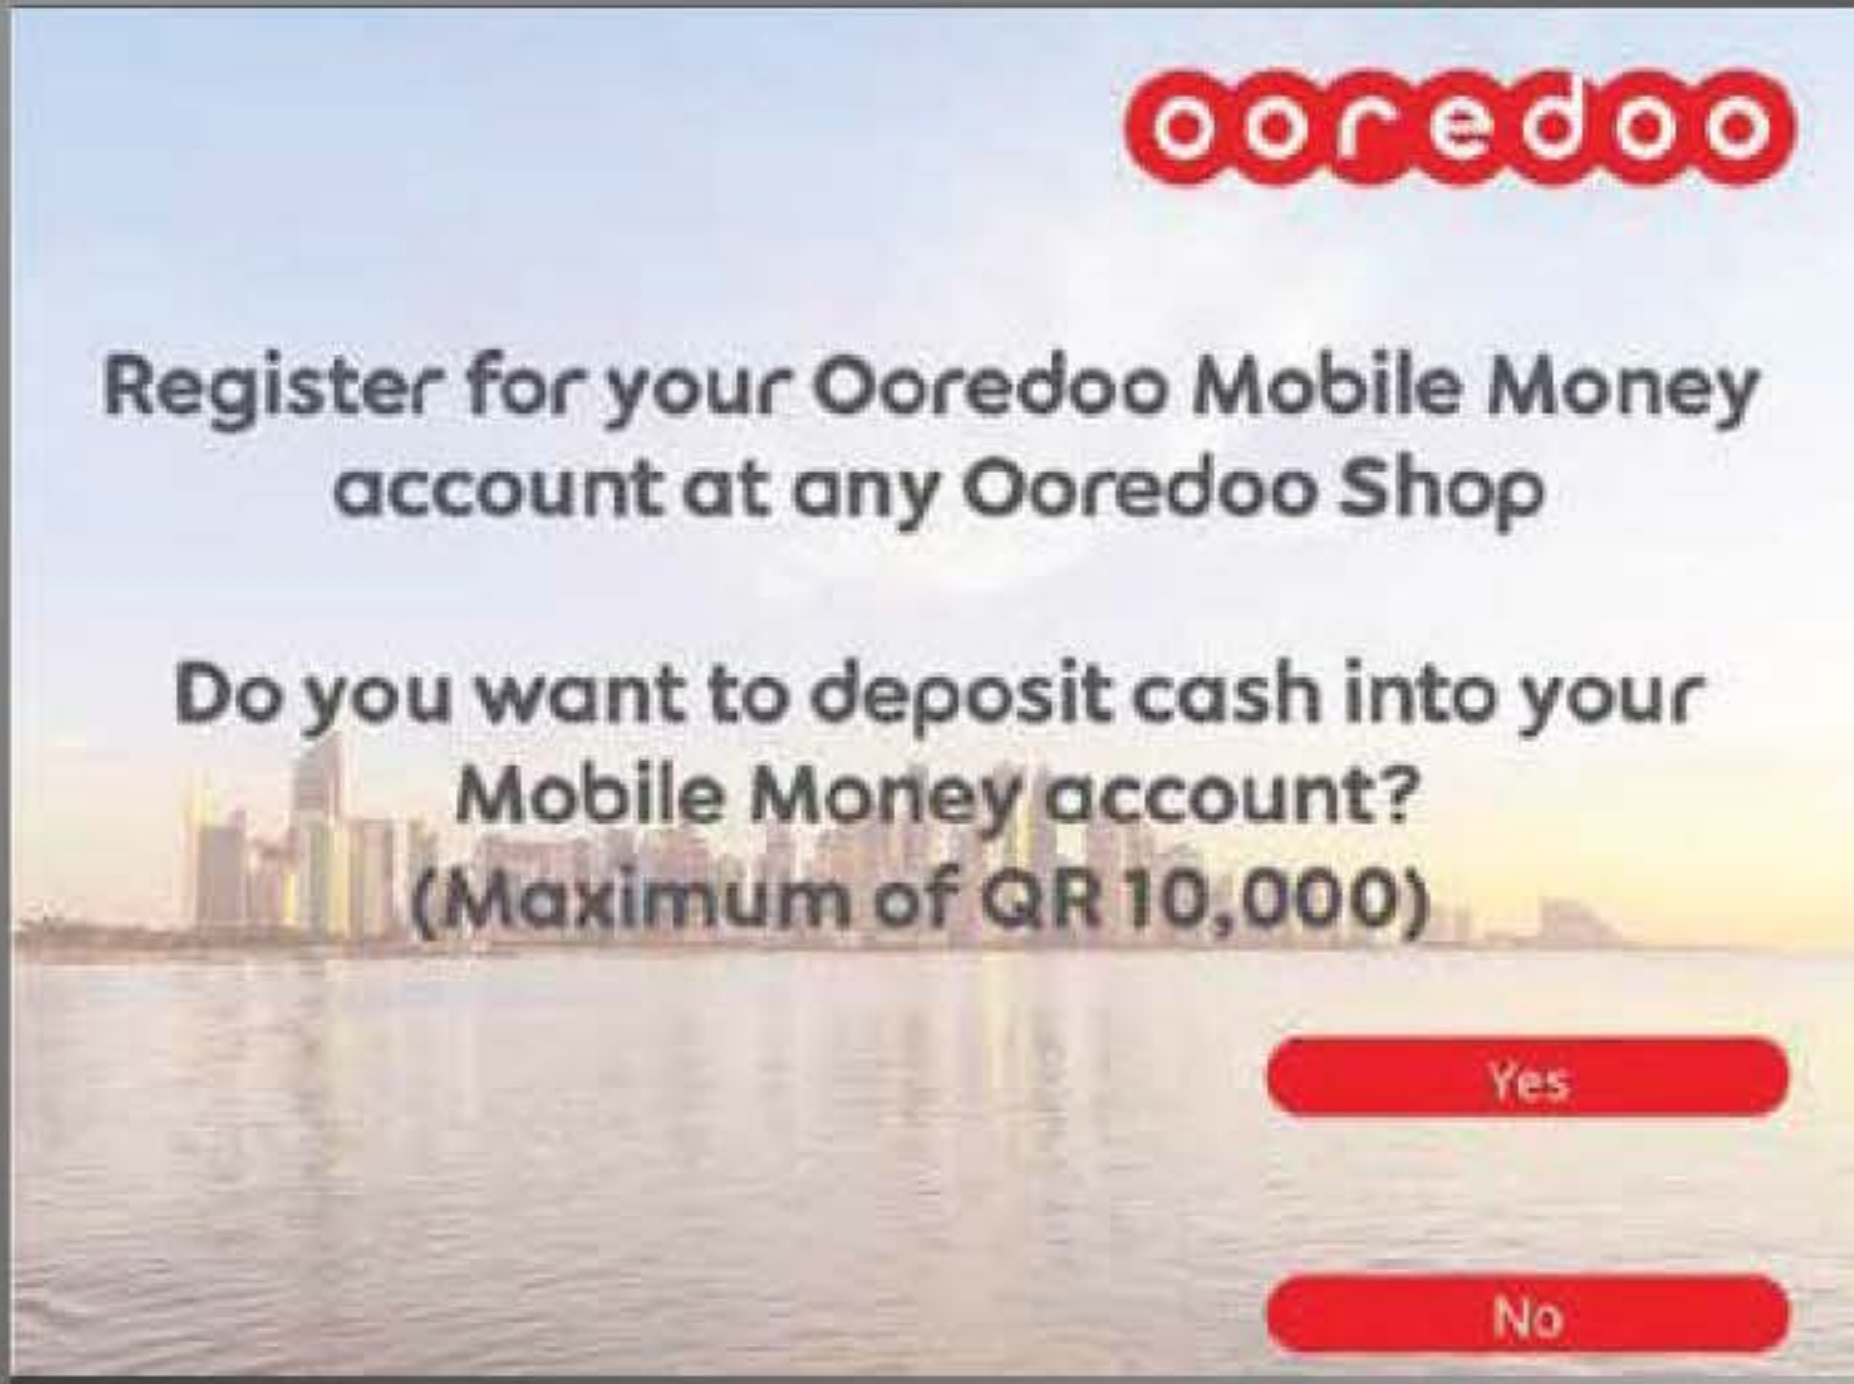 ooredoo
Register for your Ooredoo Mobile Money
account at any Ooredoo Shop
Do you want to deposit cash into your
Mobile Money account?
(Maximum of QR 10,000)
Yes
No